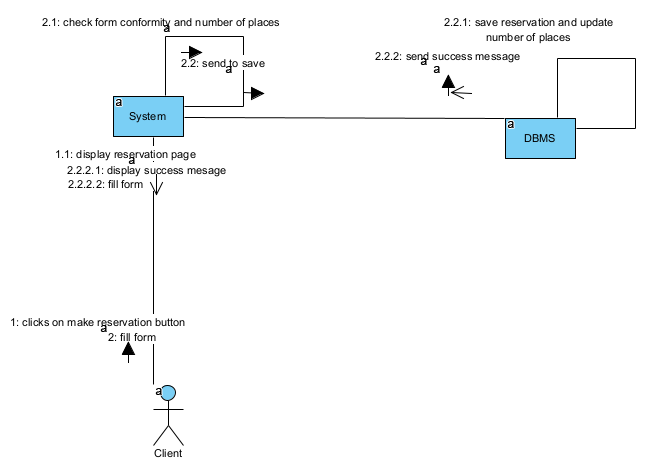 2.1: check form conformity and number of places
a
2.2: send to save
a
2.2.1: save reservation and update
number of places
2.2.2: send success message
a
a
a
System
a
DBMS
1.1: display reservation page
a
2.2.2.1: display success mesage
2.2.2.2: fill form
1: clicks on make reservation button
a
2: fill form
a
Client